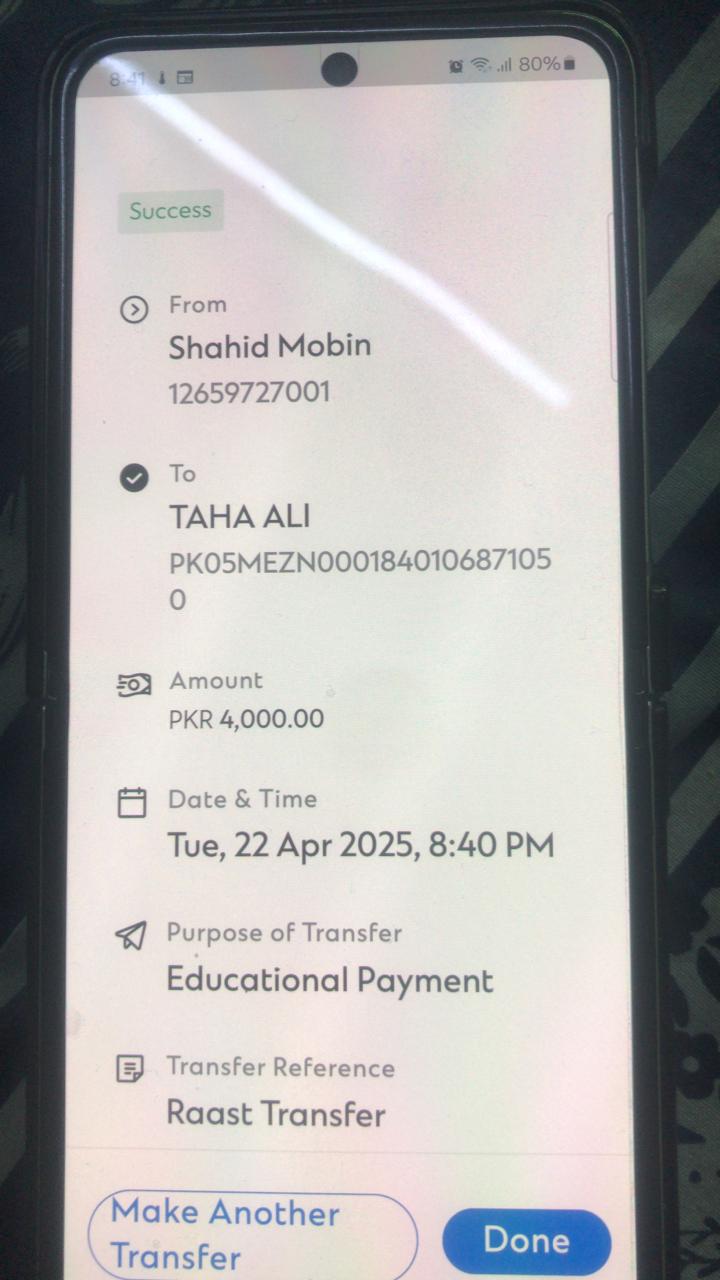 8:41 80%
Success
From
Shahid Mobin
12659727001
To
TAHA ALI
PK05MEZN000184010687105
0
Amount
PKR 4,000.00
Date & Time
Tue, 22 Apr 2025, 8:40 PM
Purpose of Transfer
Educational Payment
Transfer Reference
Raast Transfer
Make Another
Transfer
Done